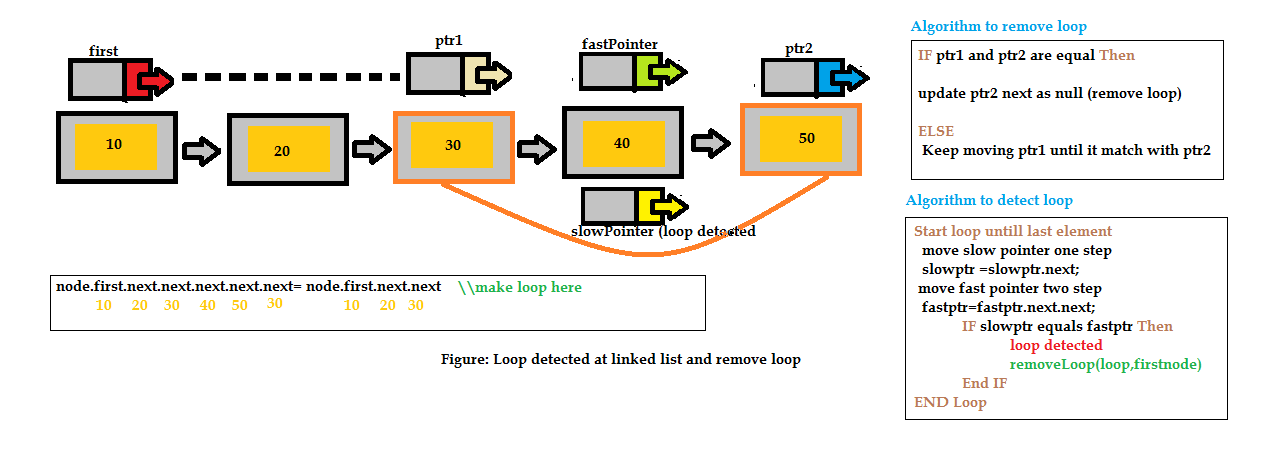 first
ptr1
fastPointer
ptr2
10
20
30
40
50
slowPointer (loop detected
node.first.next.next.next.next.next= node.first.next.next \\make loop here
10 20 30 40 50 30 10 20 30
Figure: Loop detected at linked list and remove loop
Algorithm to remove loop
IF ptr1 and ptr2 are equal Then
update ptr2 next as null (remove loop)
ELSE
Keep moving ptr1 until it match with ptr2
Algorithm to detect loop
Start loop untill last element
move slow pointer one step
slowptr =slowptr.next;
move fast pointer two step
fastptr=fastptr.next.next;
IF slowptr equals fastptr Then
loop detected
removeLoop(loop,firstnode)
End IF
END Loop